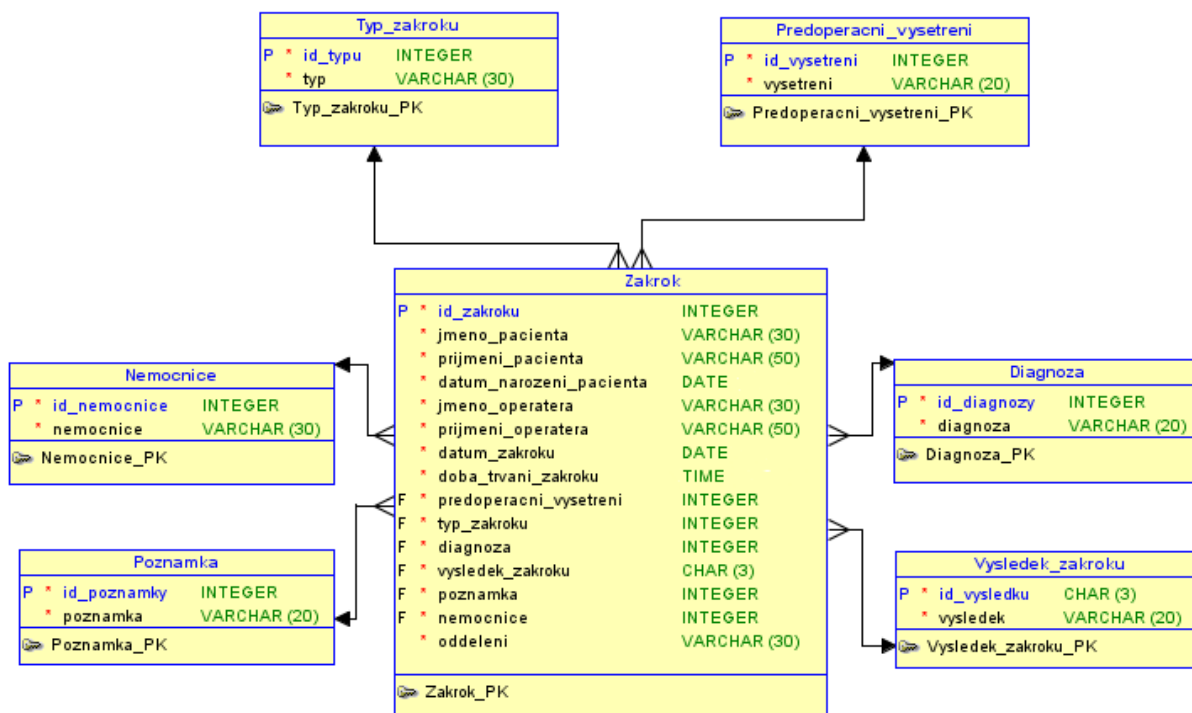 Typ_zakroku
P * id_typu INTEGER
* typ VARCHAR (30)
Typ_zakroku_PK
Predoperacni_vysetreni
P * id_vysetreni INTEGER
* vysetreni VARCHAR (20)
Predoperacni_vysetreni_PK
Zakrok
P * id_zakroku INTEGER
* jmeno_pacienta VARCHAR (30)
* prijmeni_pacienta VARCHAR (50)
* datum_narozeni_pacienta DATE
* jmeno_operatera VARCHAR (30)
* prijmeni_operatera VARCHAR (50)
* datum_zakroku DATE
* doba_trvani_zakroku TIME
F * predoperacni_vysetreni INTEGER
F * typ_zakroku INTEGER
F * diagnoza INTEGER
F * vysledek_zakroku CHAR (3)
F * poznamka INTEGER
F * nemocnice INTEGER
* oddeleni VARCHAR (30)
Zakrok_PK
Nemocnice
P * id_nemocnice INTEGER
* nemocnice VARCHAR (30)
Nemocnice_PK
Diagnoza
P * id_diagnozy INTEGER
* diagnoza VARCHAR (20)
Diagnoza_PK
Poznamka
P * id_poznamky INTEGER
* poznamka VARCHAR (20)
Poznamka_PK
Vysledek_zakroku
P * id_vysledku CHAR (3)
* vysledek VARCHAR (20)
Vysledek_zakroku_PK